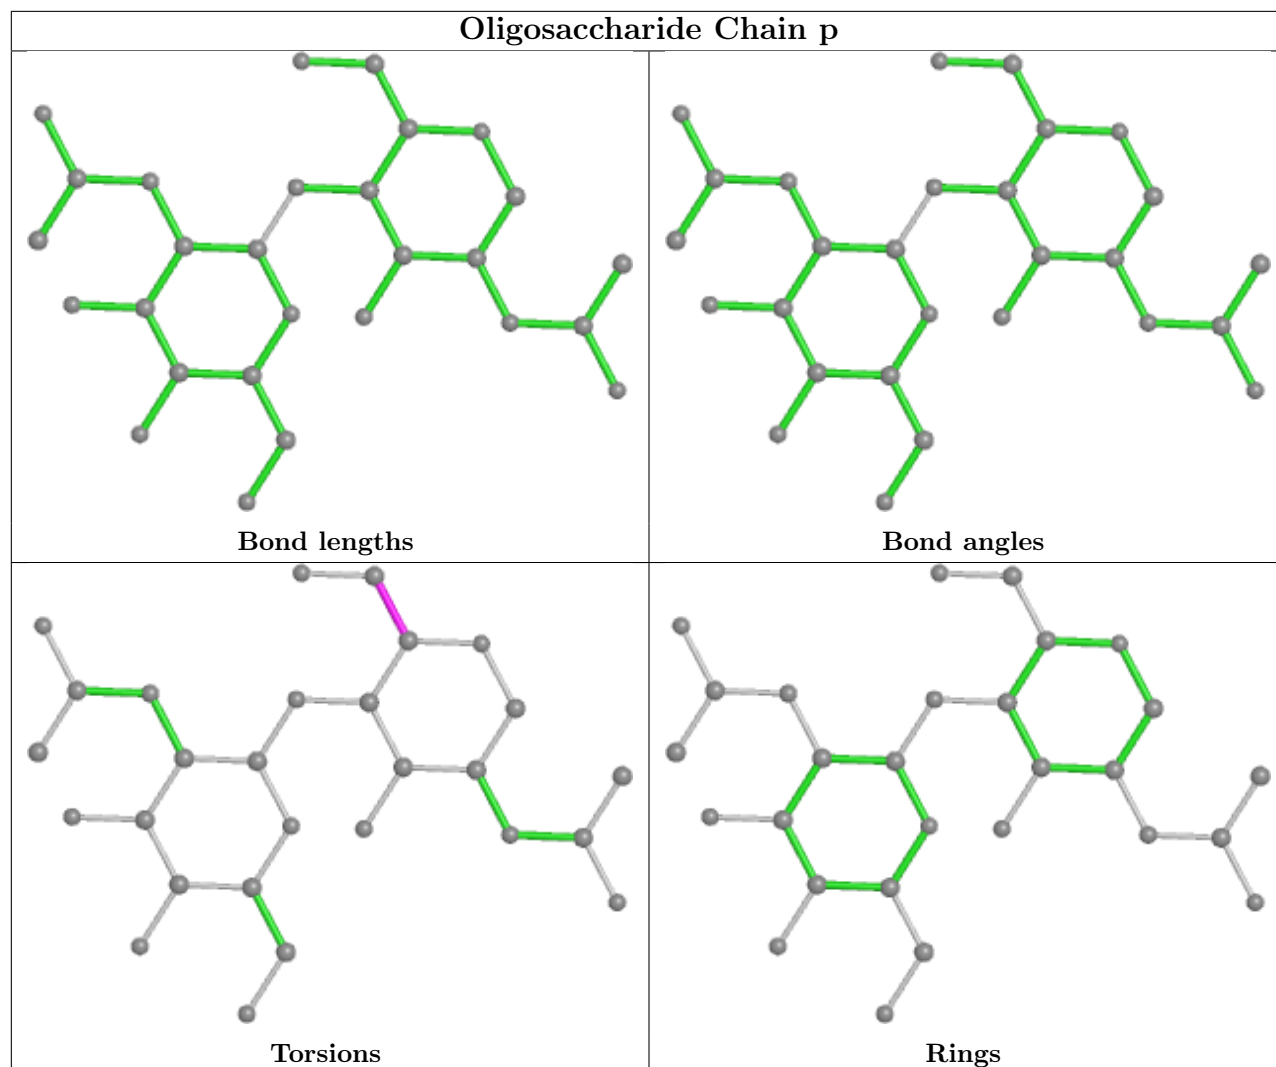 Oligosaccharide Chain p
Bond lengths
Bond angles
Torsions
Rings